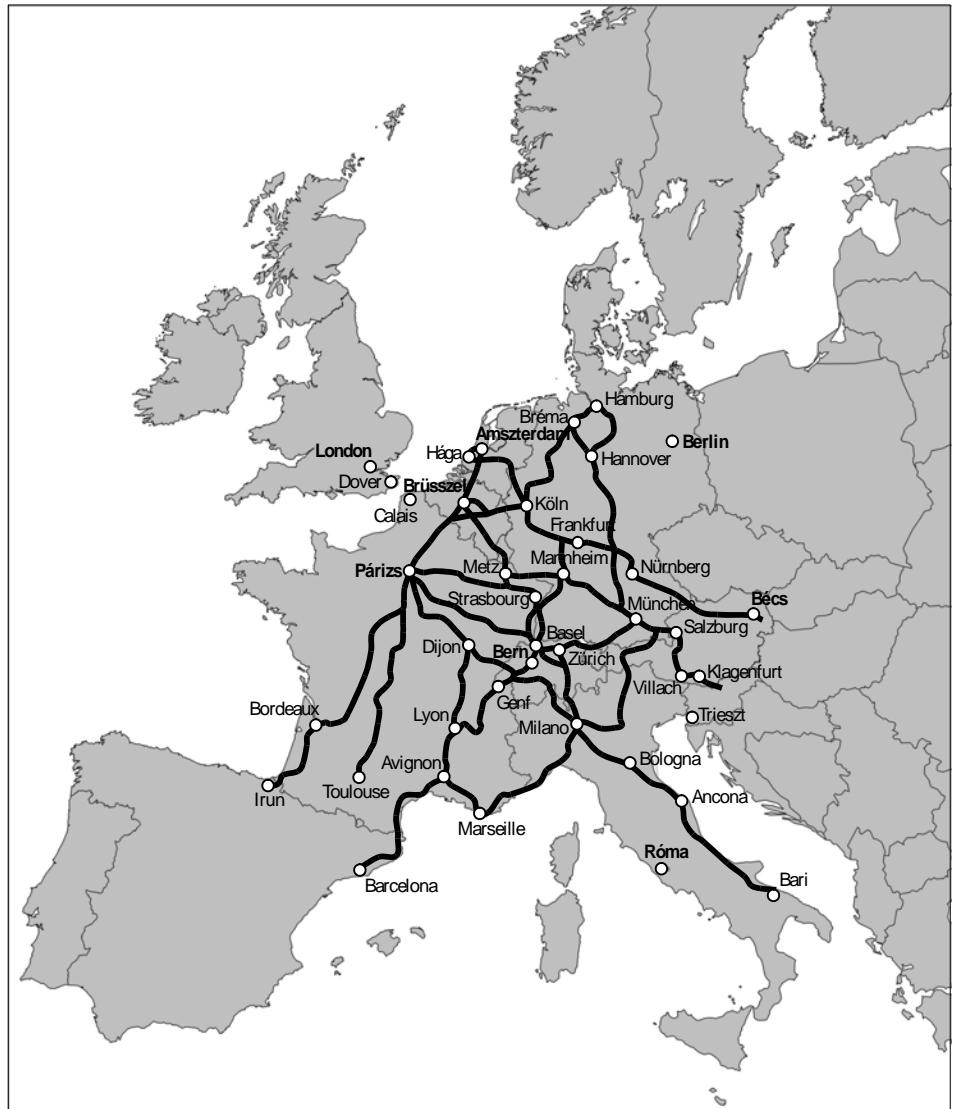 Hamburg
Bréma
Amszterdam
Berlin
London
Hága
Hannover
Dover
Brüsszel
Calais
Köln
Frankfurt
Párizs
Metz
Mannheim
Nürnberg
Strasbourg
München
Bécs
Dijon
Basel
Salzburg
Bern
Zürich
Villach
Klagenfurt
Genf
Bordeaux
Lyon
Milano
Trieszt
Avignon
Bologna
Irun
Toulouse
Ancona
Marseille
Róma
Barcelona
Bari